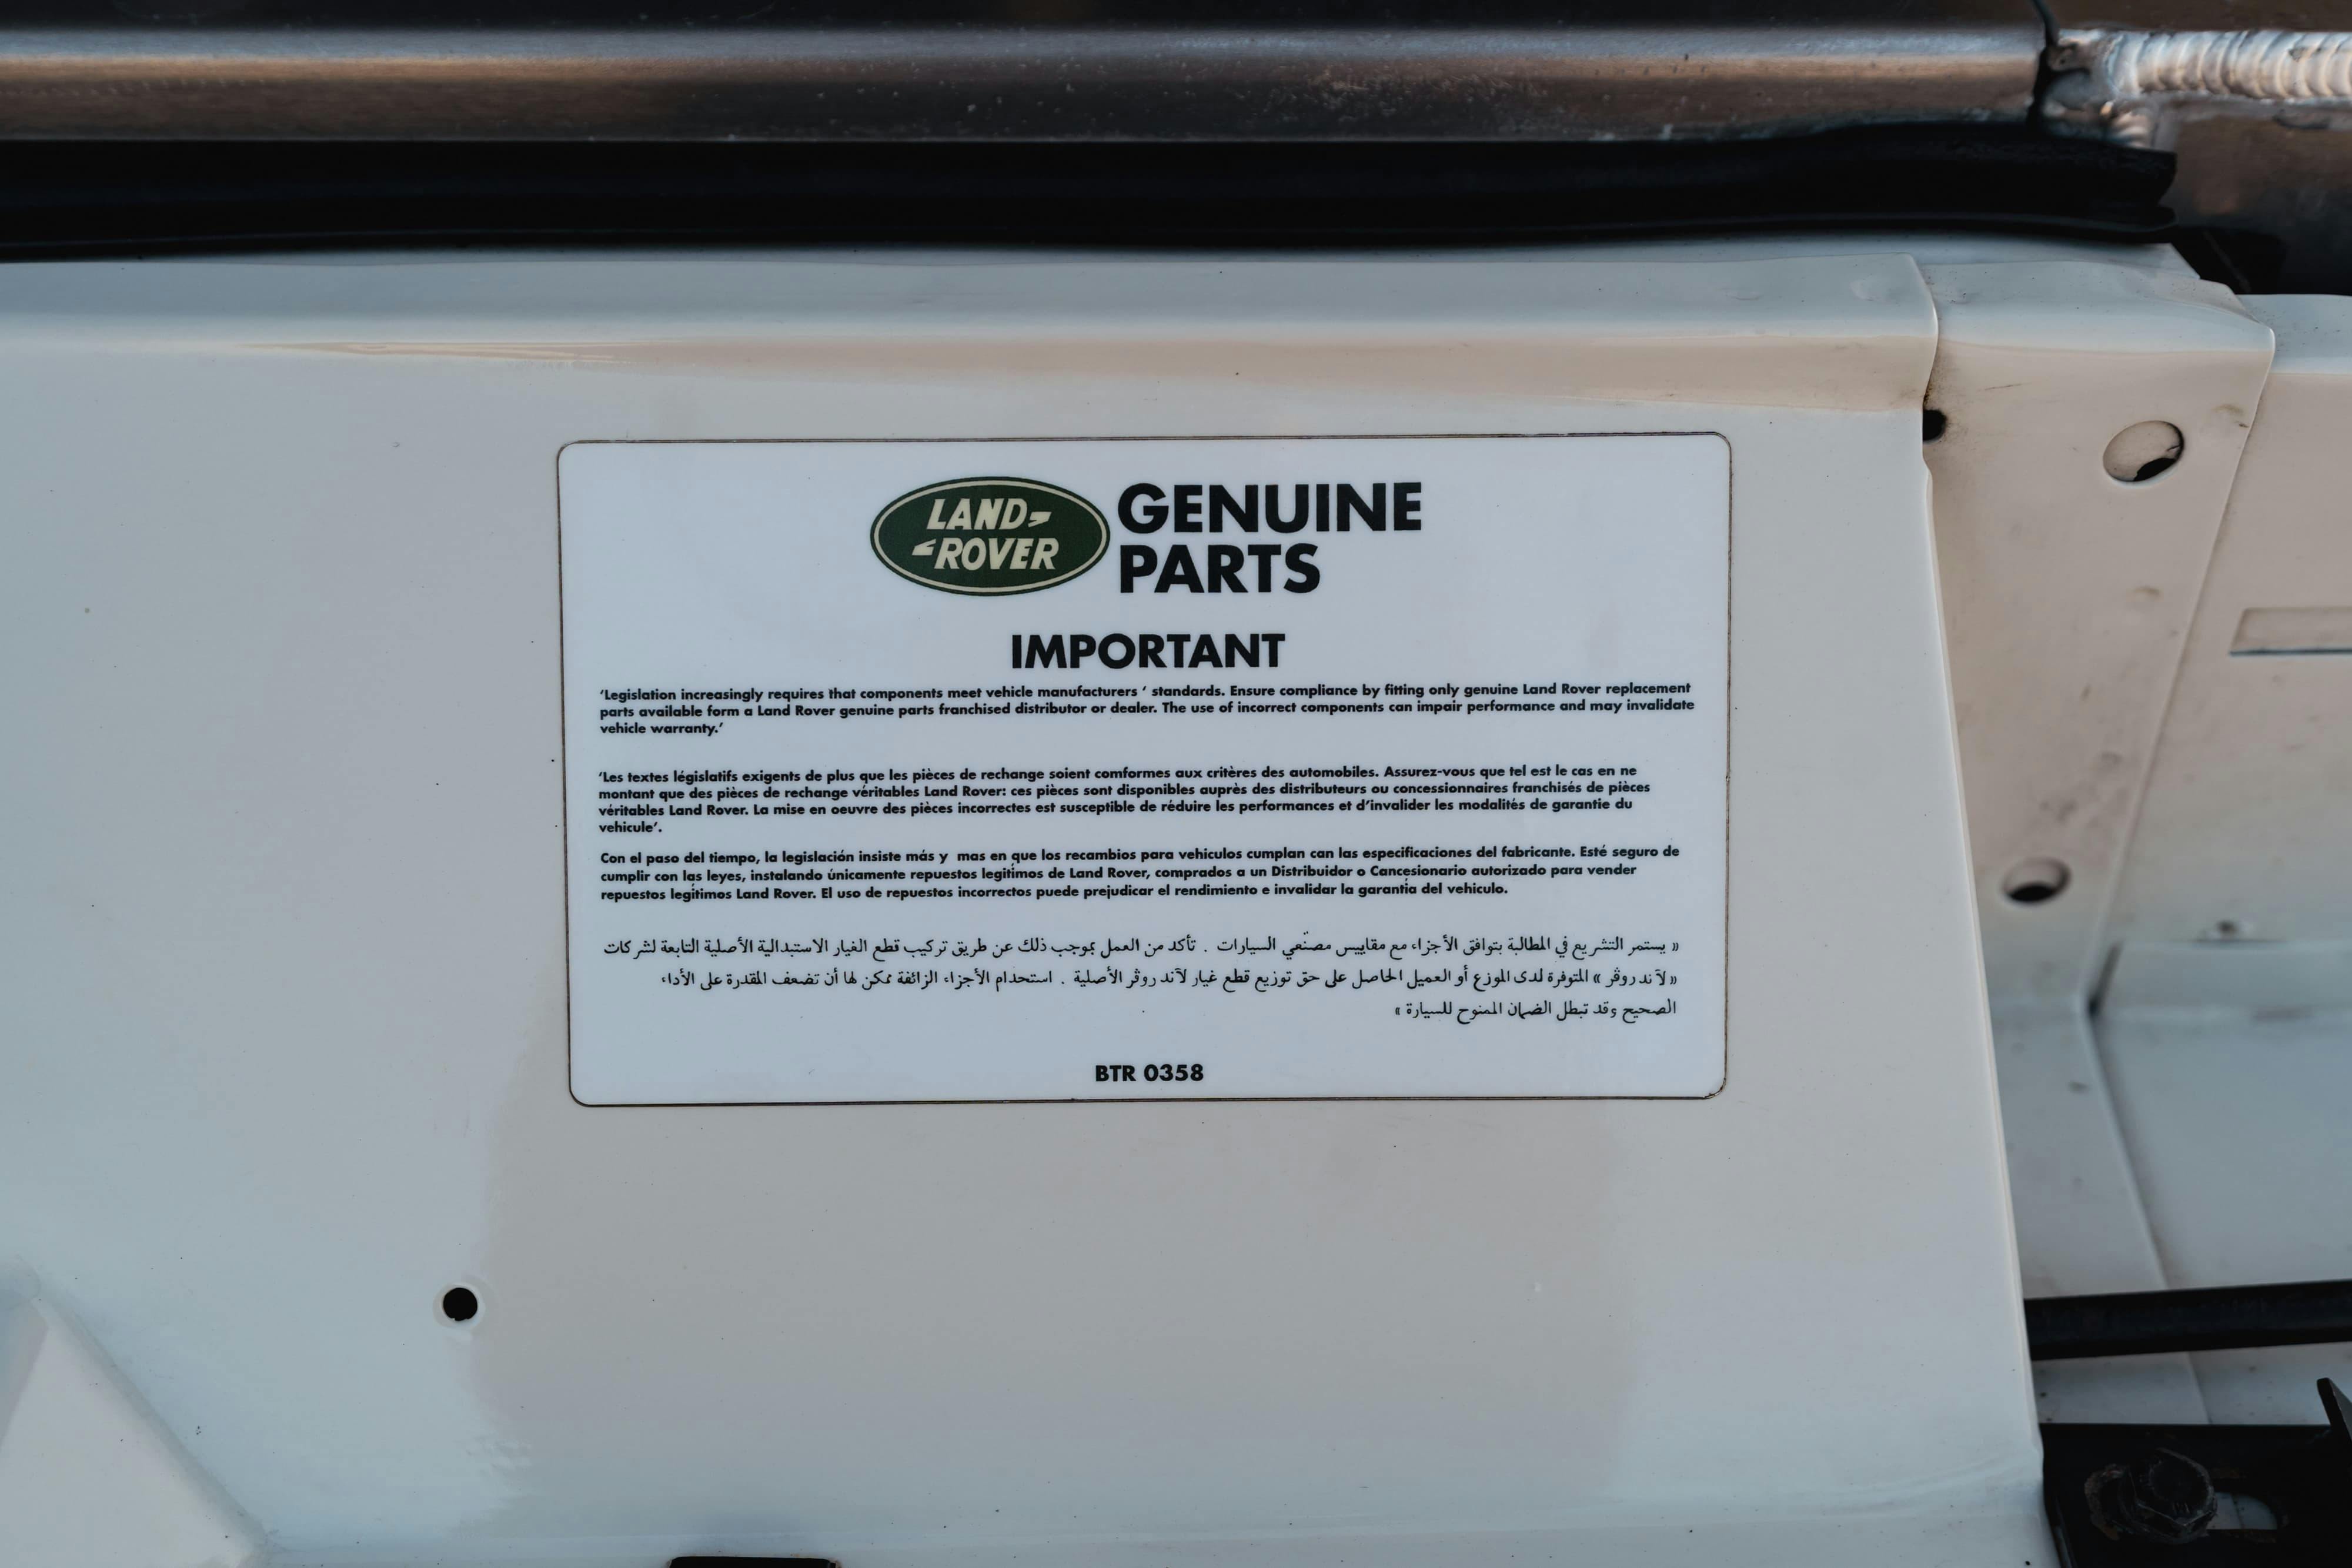 LAND
ROVER
GENUINE
PARTS
IMPORTANT
‘Legislation increasingly requires that components meet vehicle manufacturers ‘ standards. Ensure compliance by fitting only genuine Land Rover replacement
parts available form a Land Rover genuine parts franchised distributor or dealer. The use of incorrect components can impair performance and may invalidate
vehicle warranty.’
‘Les textes législatifs exigents de plus que les pièces de rechange soient comformes aux critères des automobiles. Assurez-vous que tel est le cas en ne
montant que des pièces de rechange véritables Land Rover: ces pièces sont disponibles auprès des distributeurs ou concessionnaires franchisés de pièces
véritables Land Rover. La mise en oeuvre des pièces incorrectes est susceptible de réduire les performances et d’invalider les modalités de garantie du
vehicule’.
Con el paso del tiempo, la legislación insiste más y mas en que los recambios para vehiculos cumplan can las especificaciones del fabricante. Esté seguro de
cumplir con las leyes, instalando únicamente repuestos legítimos de Land Rover, comprados a un Distribuidor o Cancesionario autorizado para vender
repuestos legítimos Land Rover. El uso de repuestos incorrectos puede prejudicar el rendimiento e invalidar la garantía del vehiculo.
« يستمر التشريع في المطالبة بتوافق الأجزاء مع مقاييس مصنّعي السيارات . تأكد من العمل بموجب ذلك عن طريق تركيب قطع الغيار الاستبدالية الأصلية التابعة لشركات
«لآند روڤر » المتوفرة لدى الموزع أو العميل الحاصل على حق توزيع قطع غيار لآند روڤر الأصلية . استحدام الأجزاء الزائفة ممكن لها أن تضعف المقدرة على الأداء
الصحيح وقد تبطل الضمان الممنوح للسيارة »
BTR 0358